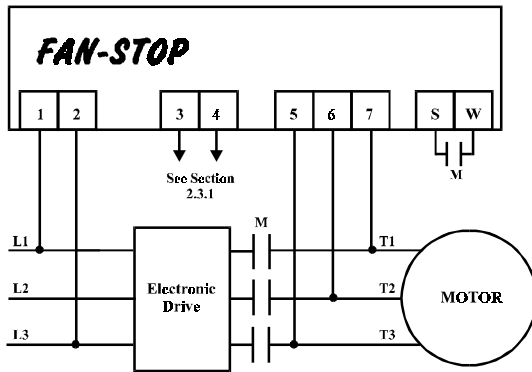 FAN-STOP
1 2 3 4 5 6 7 S W
See Section
2.3.1
M
M
L1
T1
L2
Electronic
Drive
T2
MOTOR
L3
T3